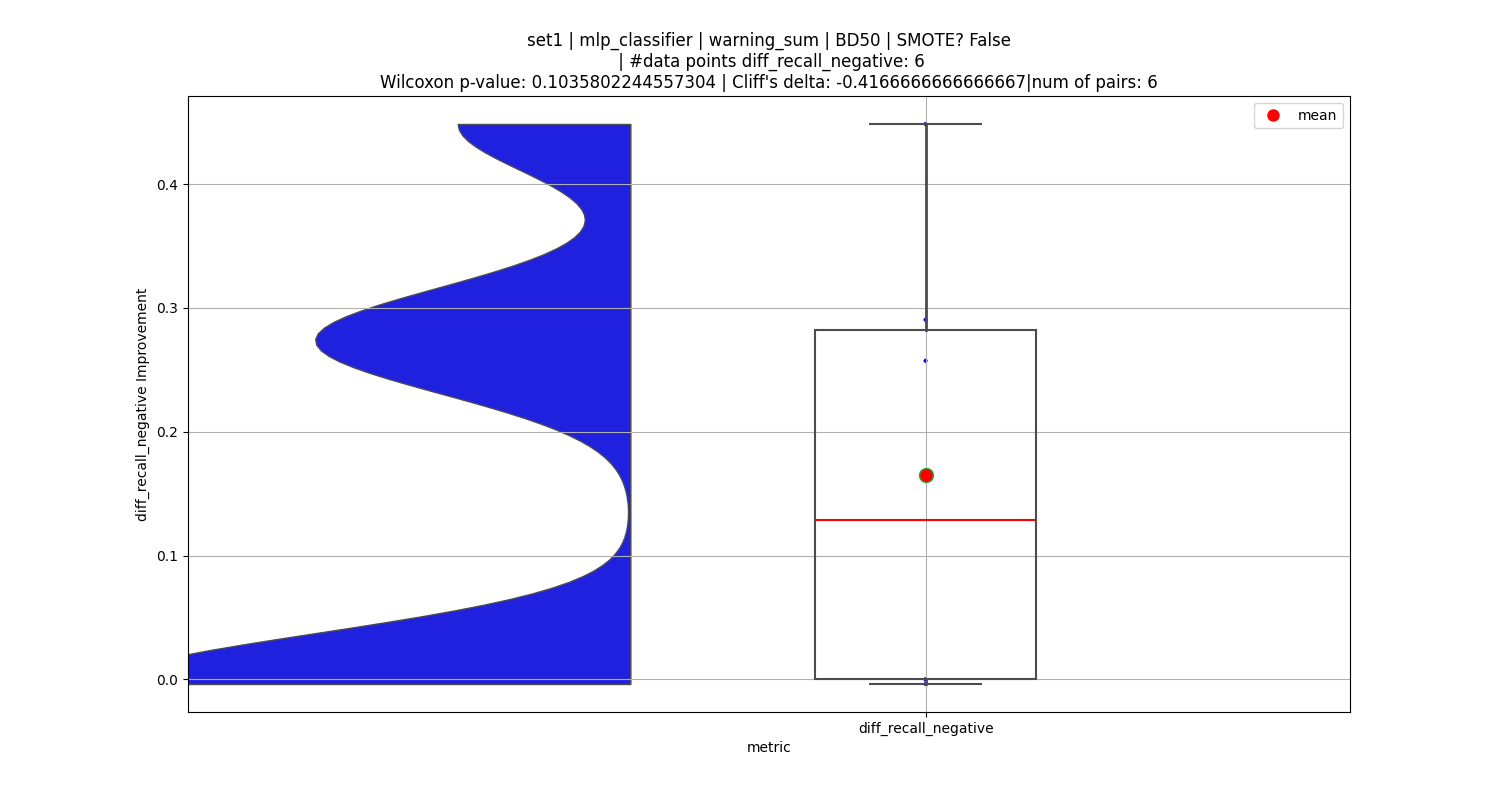 set1 | mlp_classifier | warning_sum | BD50 | SMOTE? False
| #data points diff_recall_negative: 6
Wilcoxon p-value: 0.1035802244557304 | Cliff's delta: -0.4166666666666667|num of pairs: 6
mean
0.4
0.3
0.2
0.1
0.0
diff_recall_negative Improvement
diff_recall_negative
metric